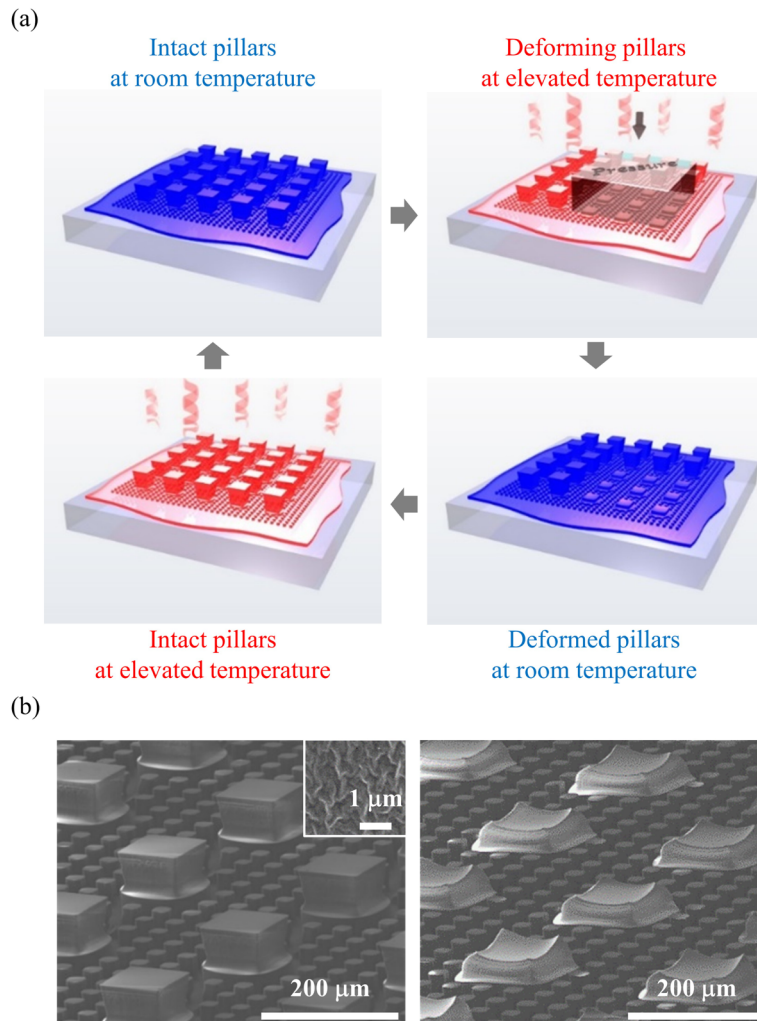 (a)
Intact pillars
at room temperature
Deforming pillars
at elevated temperature
Pressure
Intact pillars
at elevated temperature
Deformed pillars
at room temperature
(b)
1 μm
200 μm
200 μm